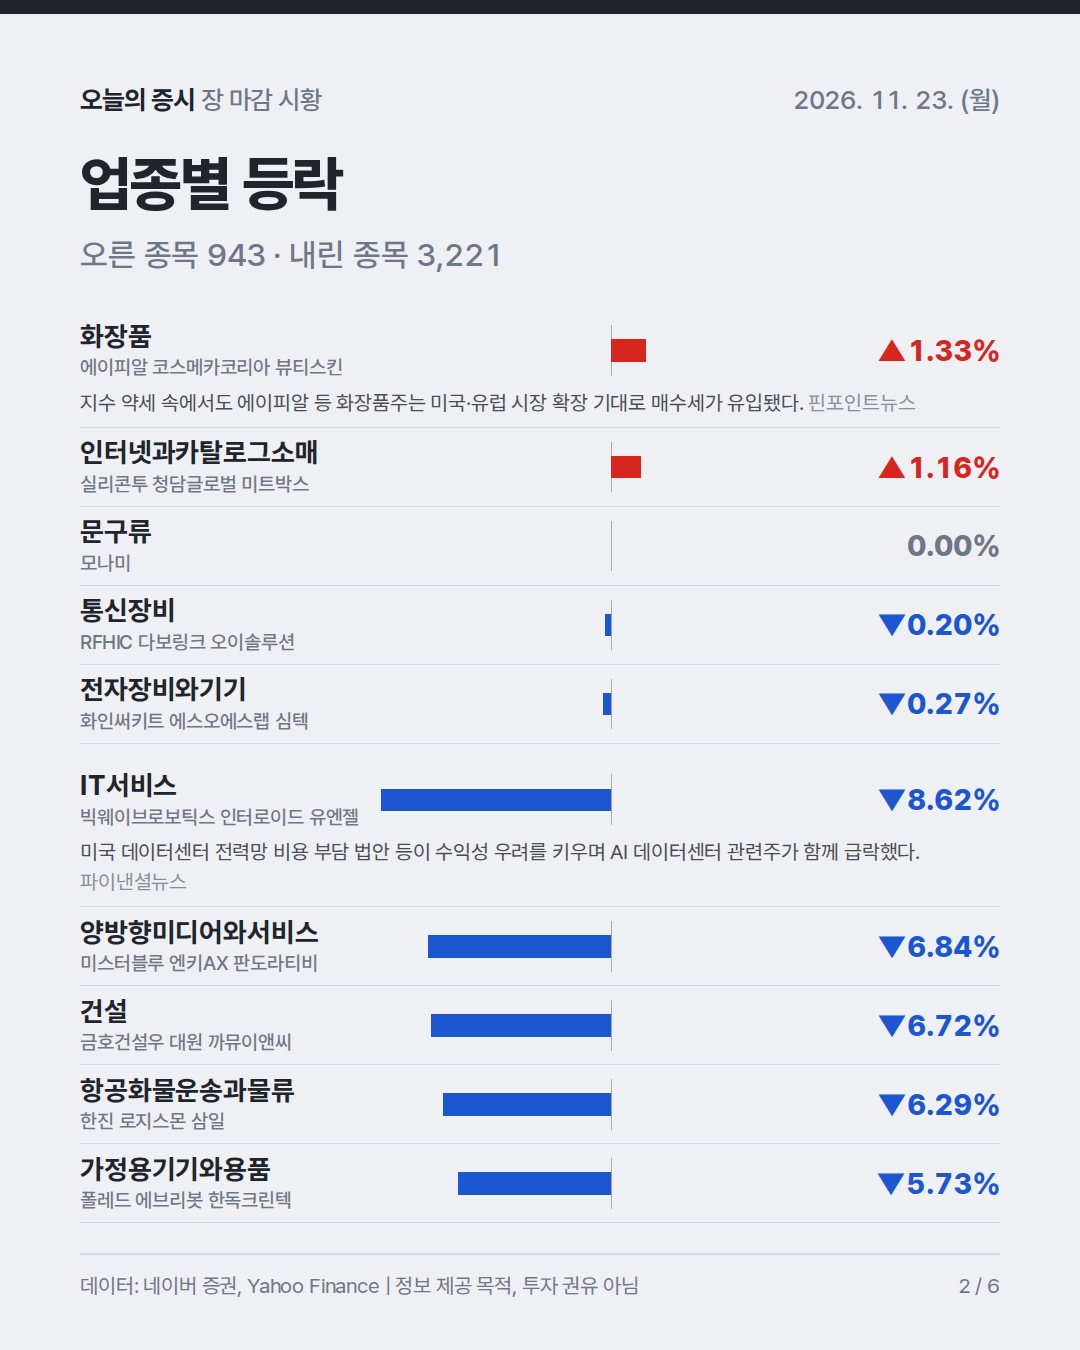 오늘의 증시 장 마감 시황
2026. 11. 23. (월)
업종별 등락
오른 종목 943 · 내린 종목 3,221
화장품
에이피알 코스메카코리아 뷰티스킨
▲1.33%
지수 약세 속에서도 에이피알 등 화장품주는 미국·유럽 시장 확장 기대로 매수세가 유입됐다. 핀포인트뉴스
인터넷과카탈로그소매
실리콘투 청담글로벌 미트박스
▲1.16%
문구류
모나미
0.00%
통신장비
RFHIC 다보링크 오이솔루션
▼0.20%
전자장비와기기
화인써키트 에스오에스랩 심텍
▼0.27%
IT서비스
빅웨이브로보틱스 인터로이드 유엔젤
▼8.62%
미국 데이터센터 전력망 비용 부담 법안 등이 수익성 우려를 키우며 AI 데이터센터 관련주가 함께 급락했다.
파이낸셜뉴스
양방향미디어와서비스
미스터블루 엔키AX 판도라티비
▼6.84%
건설
금호건설우 대원 까뮤이앤씨
▼6.72%
항공화물운송과물류
한진 로지스몬 삼일
▼6.29%
가정용기기와용품
폴레드 에브리봇 한독크린텍
▼5.73%
데이터: 네이버 증권, Yahoo Finance | 정보 제공 목적, 투자 권유 아님
2 / 6